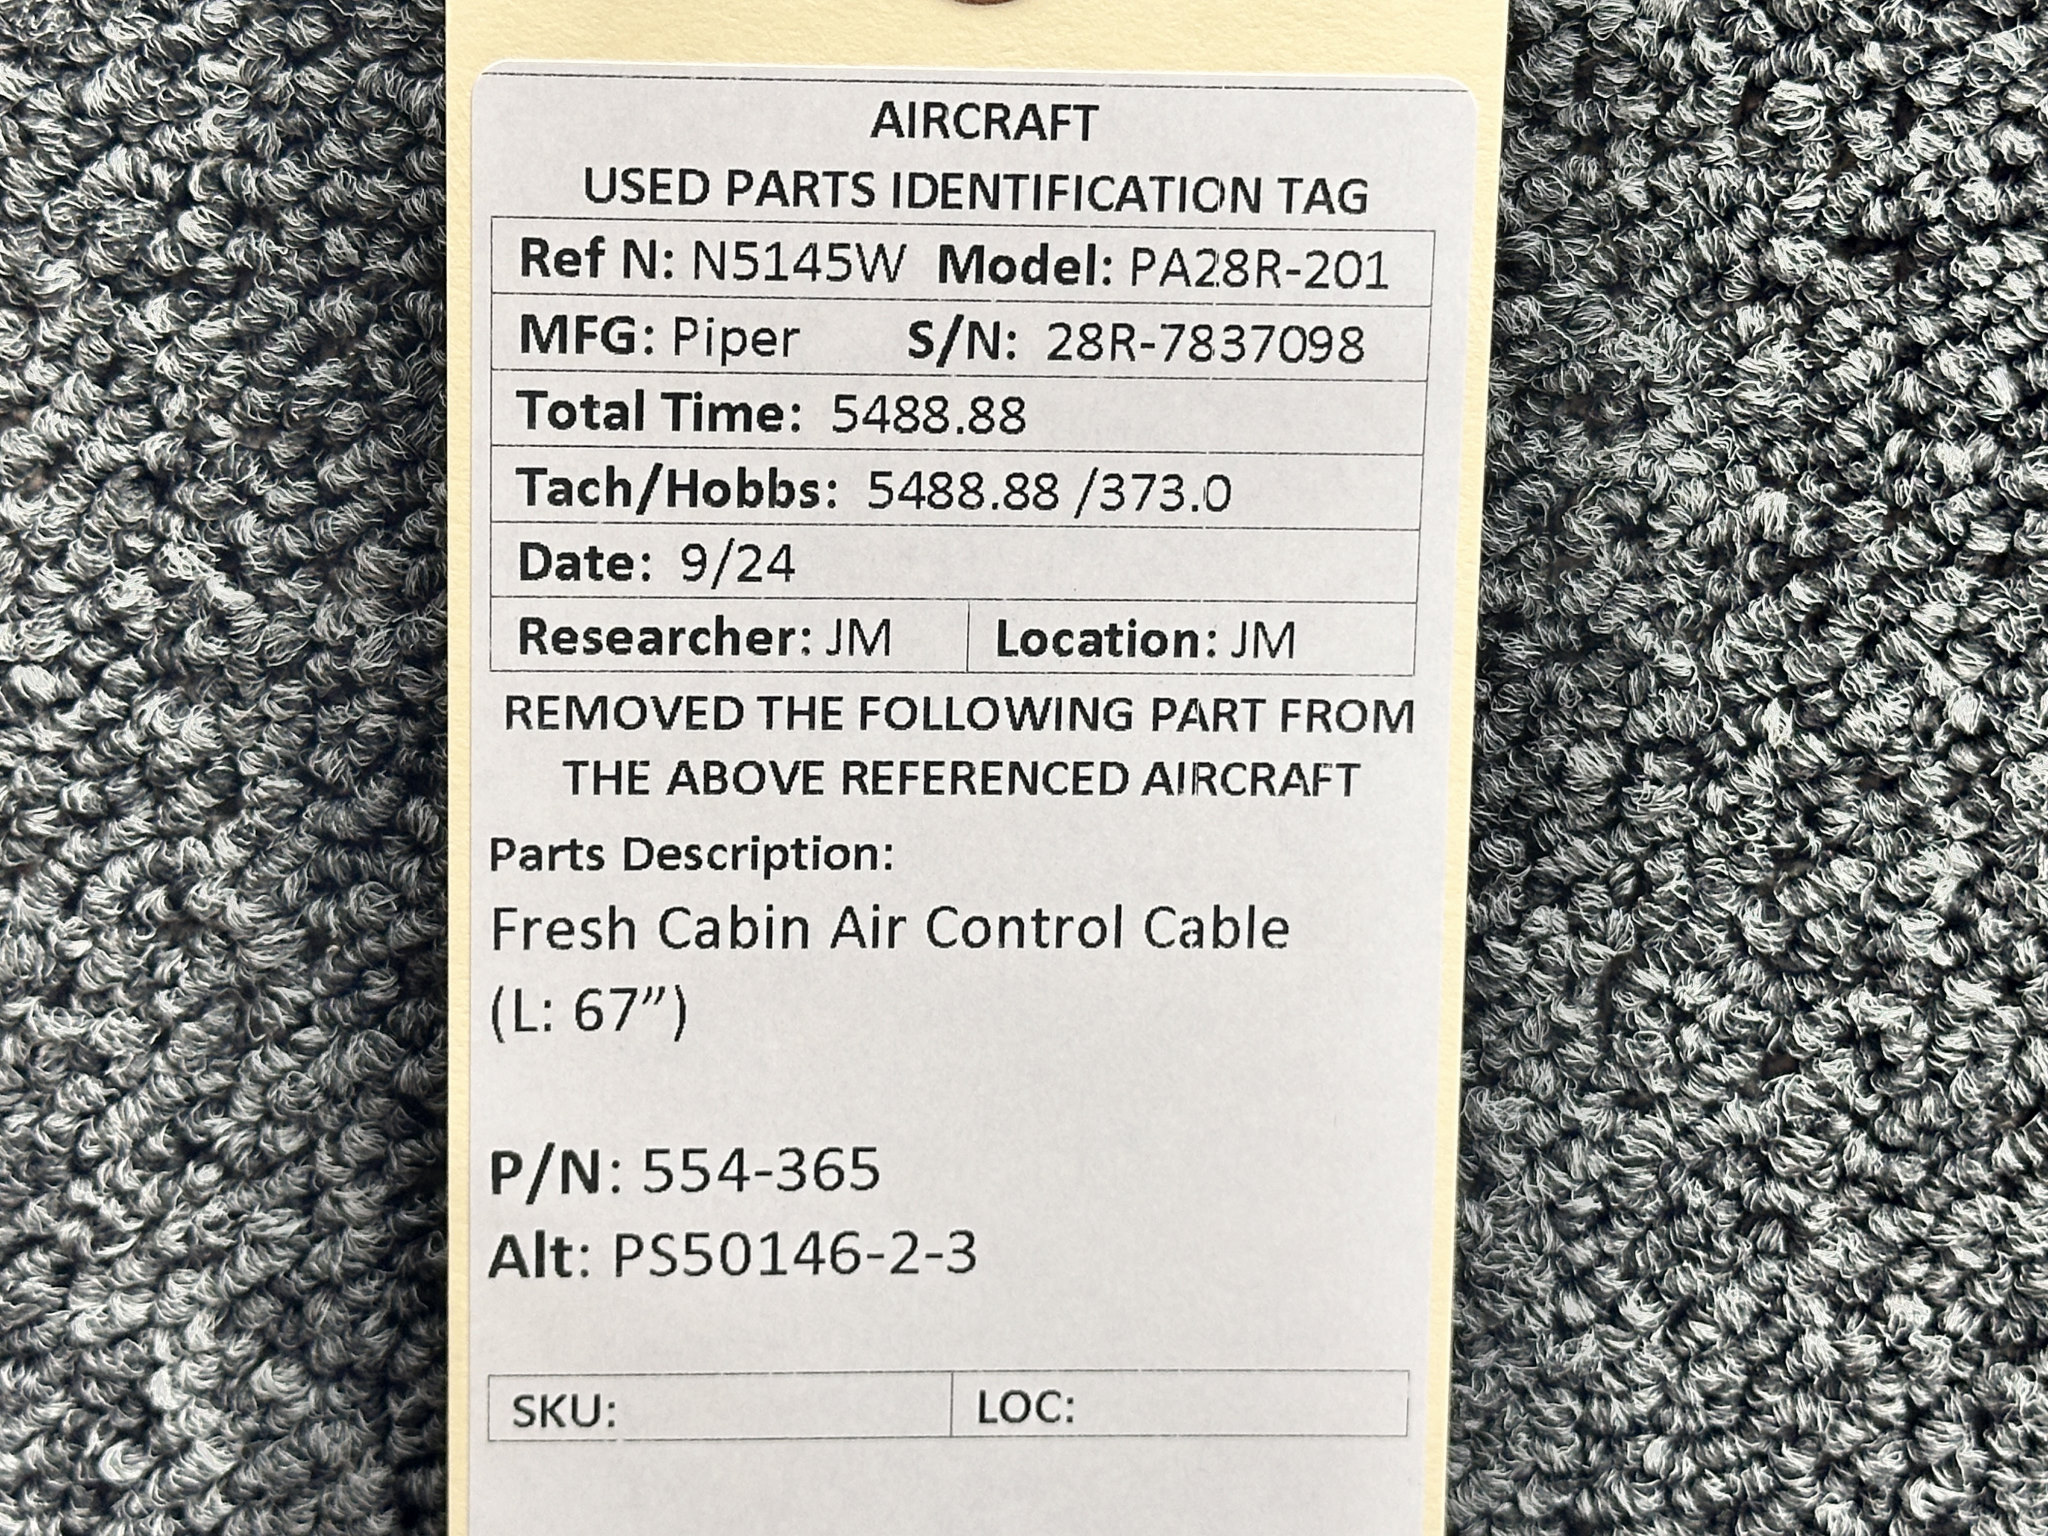 AIRCRAFT
USED PARTS IDENTIFICATION TAG
Ref N: N5145W Model: PA28R-201
MFG: Piper S/N: 28R-7837098
Total Time: 5488.88
Tach/Hobbs: 5488.88 /373.0
Date: 9/24
Researcher: JM Location: JM
REMOVED THE FOLLOWING PART FROM
THE ABOVE REFERENCED AIRCRAFT
Parts Description:
Fresh Cabin Air Control Cable
(L: 67”)
P/N: 554-365
Alt: PS50146-2-3
SKU: LOC: